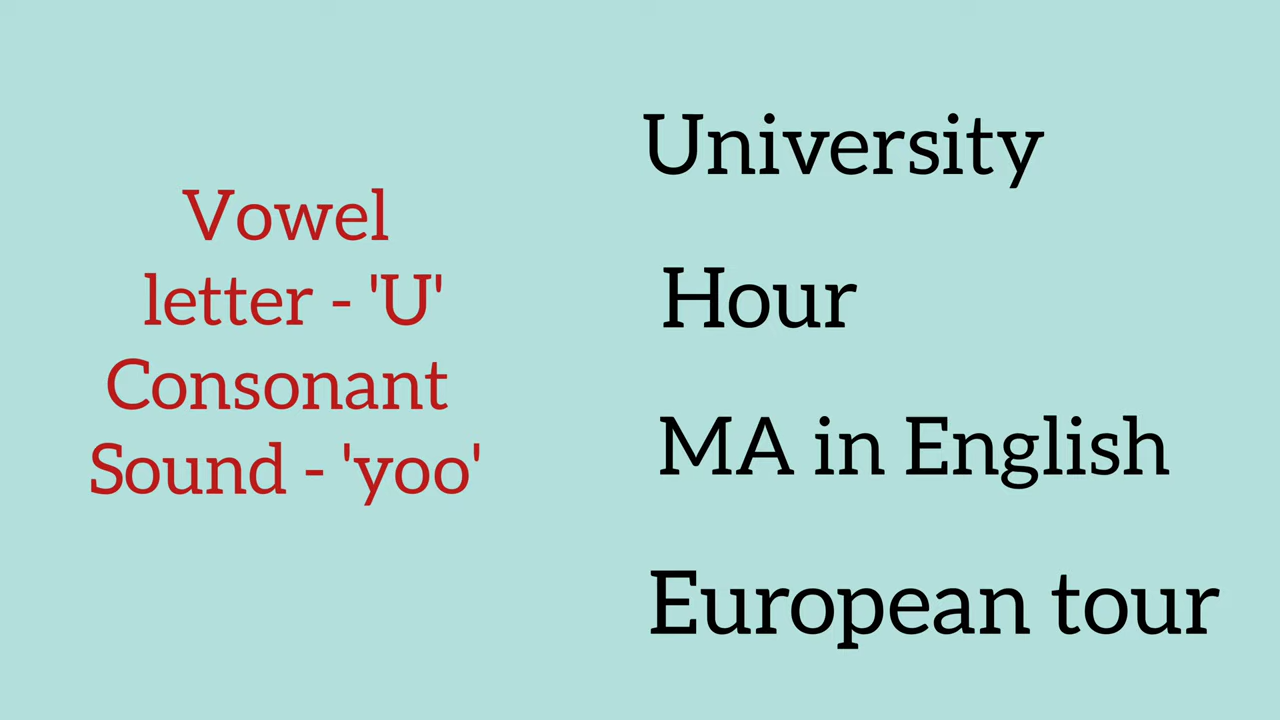 Vowel
letter - 'U'
Consonant
Sound - 'yoo'
University
Hour
MA in English
European tour